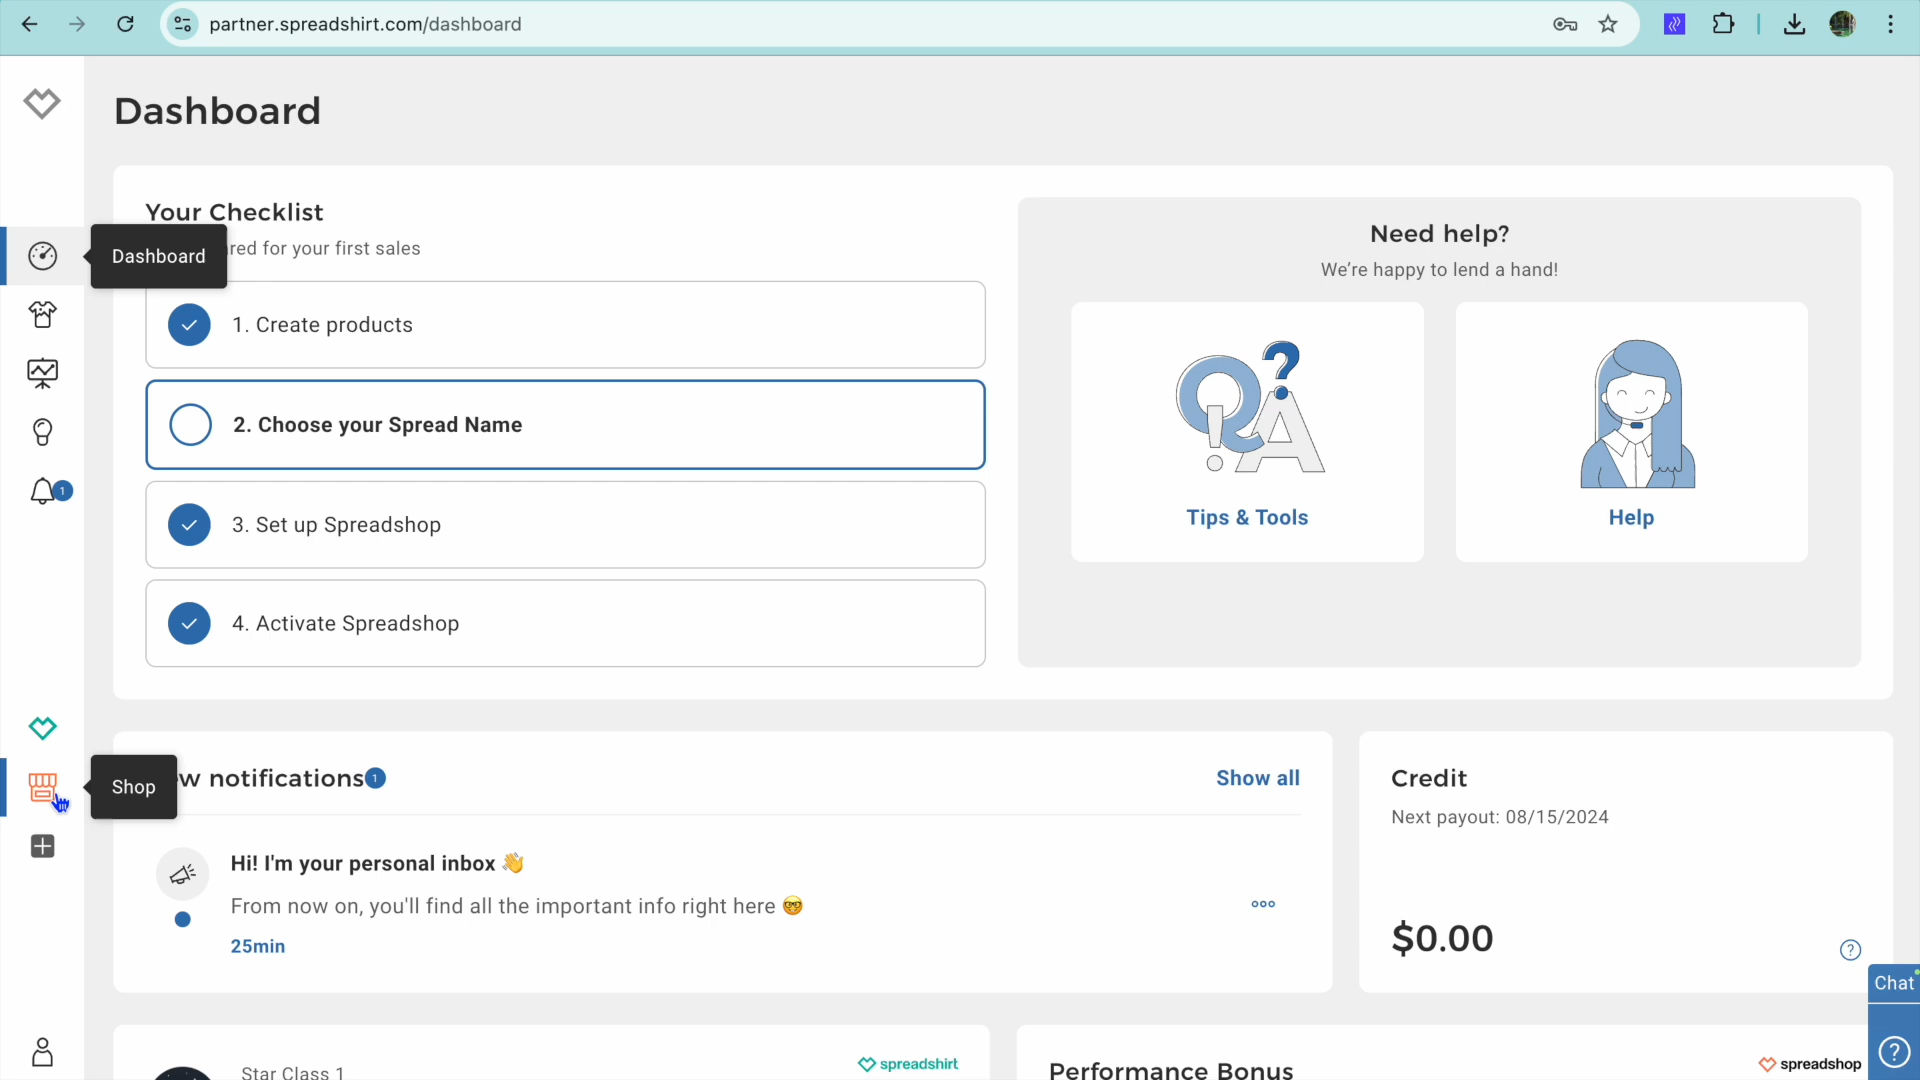 partner.spreadshirt.com/dashboard
Dashboard
Your Checklist
Dashboard
red for your first sales
1. Create products
2. Choose your Spread Name
3. Set up Spreadshop
4. Activate Spreadshop
Need help?
We're happy to lend a hand!
Q ? ! A
Tips & Tools
Help
1
Shop
w notifications 1
Show all
Hi! I'm your personal inbox 👋
From now on, you'll find all the important info right here 🤓
25min
Credit
Next payout: 08/15/2024
$0.00
?
Chat
?
Star Class 1
spreadshirt
Performance Bonus
spreadshop